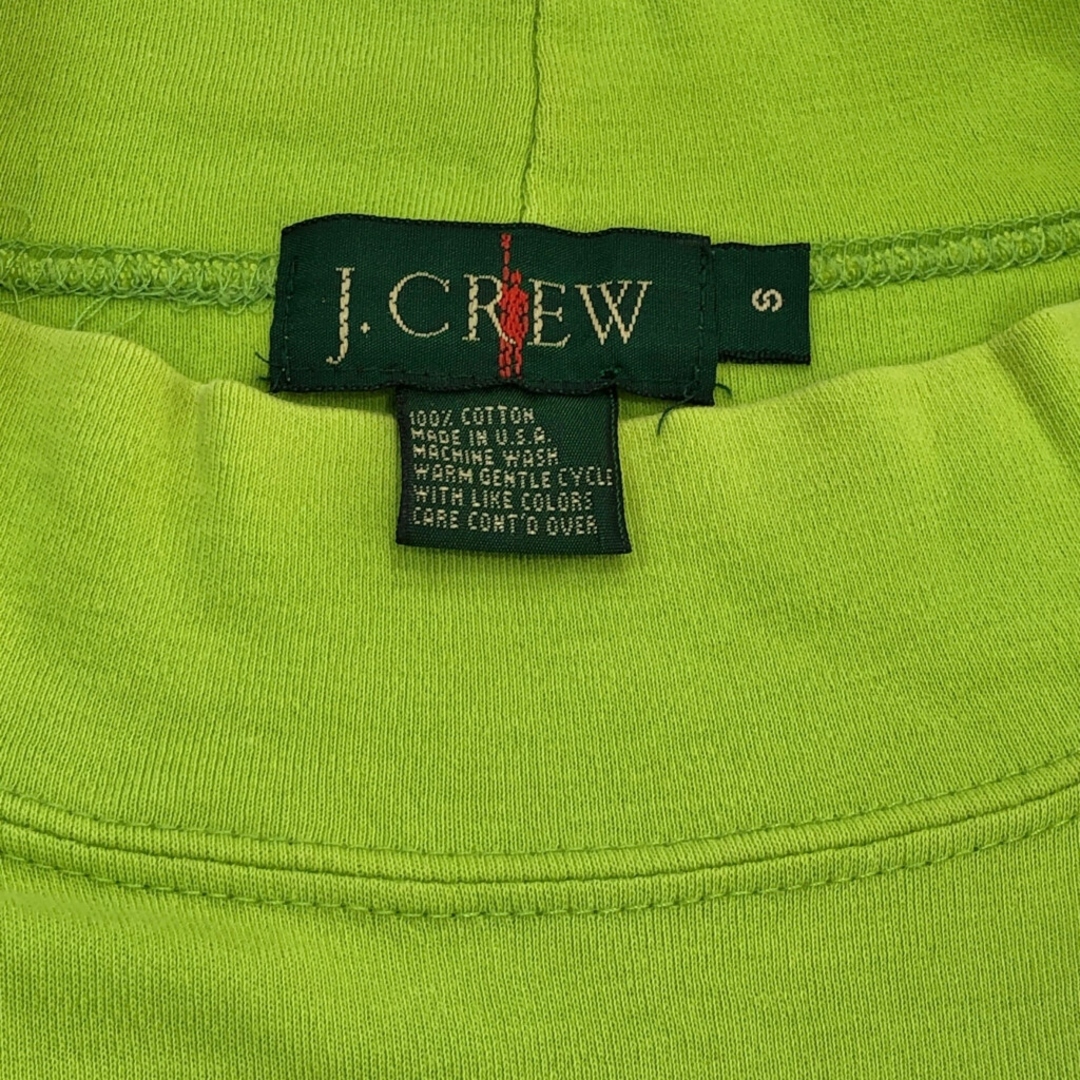 J. CREW
S
100% COTTON
MADE IN U.S.A.
MACHINE WASH
WARM GENTLE CYCLE
WITH LIKE COLORS
CARE CONT'D OVER